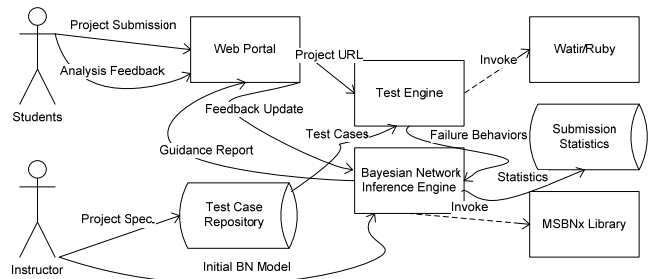 Project Submission
Web Portal
Project URL
Invoke
Watir/Ruby
Analysis Feedback
Test Engine
Students
Feedback Update
Test Cases
Failure Behaviors
Submission
Statistics
Guidance Report
Bayesian Network
Inference Engine
Statistics
Invoke
Project Spec.
Test Case
Repository
MSBNx Library
Instructor
Initial BN Model